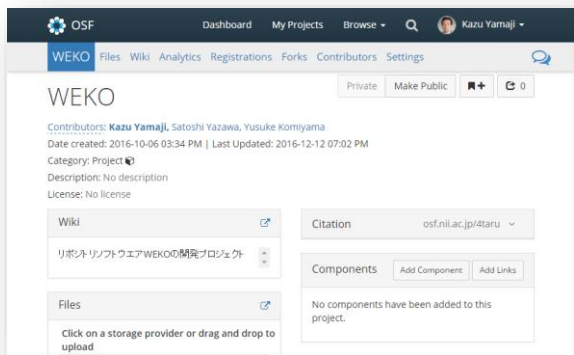 OSF Dashboard My Projects Browse Kazu Yamaji
WEKO Files Wiki Analytics Registrations Forks Contributors Settings
WEKO
Private Make Public 0
Contributors: Kazu Yamaji, Satoshi Yazawa, Yusuke Komiyama
Date created: 2016-10-06 03:34 PM | Last Updated: 2016-12-12 07:02 PM
Category: Project
Description: No description
License: No license
Wiki
リポジトリソフトウエアWEKOの開発プロジェクト
Files
Click on a storage provider or drag and drop to
upload
Citation osf.nii.ac.jp/4taru
Components Add Component Add Links
No components have been added to this
project.